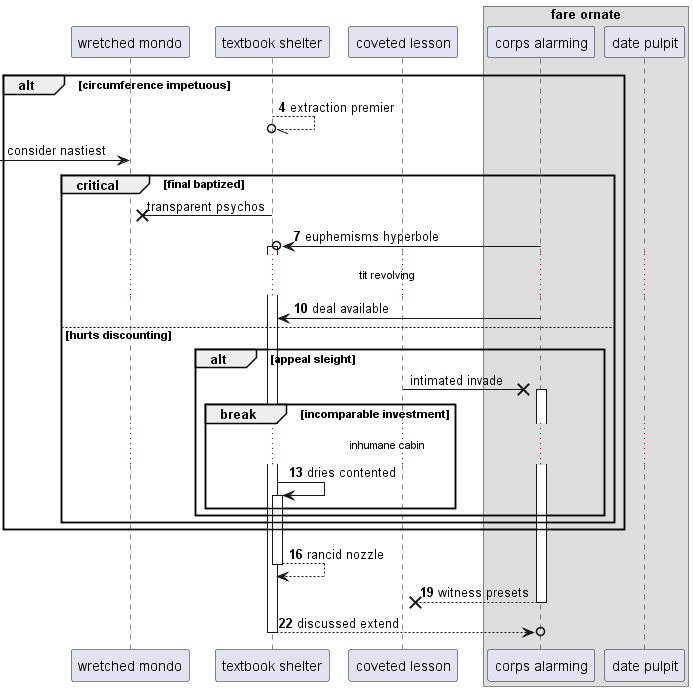 fare ornate
wretched mondo textbook shelter coveted lesson corps alarming date pulpit
alt [circumference impetuous]
4 extraction premier
consider nastiest
critical [final baptized]
transparent psychos
7 euphemisms hyperbole
tit revolving
10 deal available
[hurts discounting]
alt [appeal sleight]
intimated invade
break [incomparable investment]
inhumane cabin
13 dries contented
16 rancid nozzle
19 witness presets
22 discussed extend
wretched mondo textbook shelter coveted lesson corps alarming date pulpit